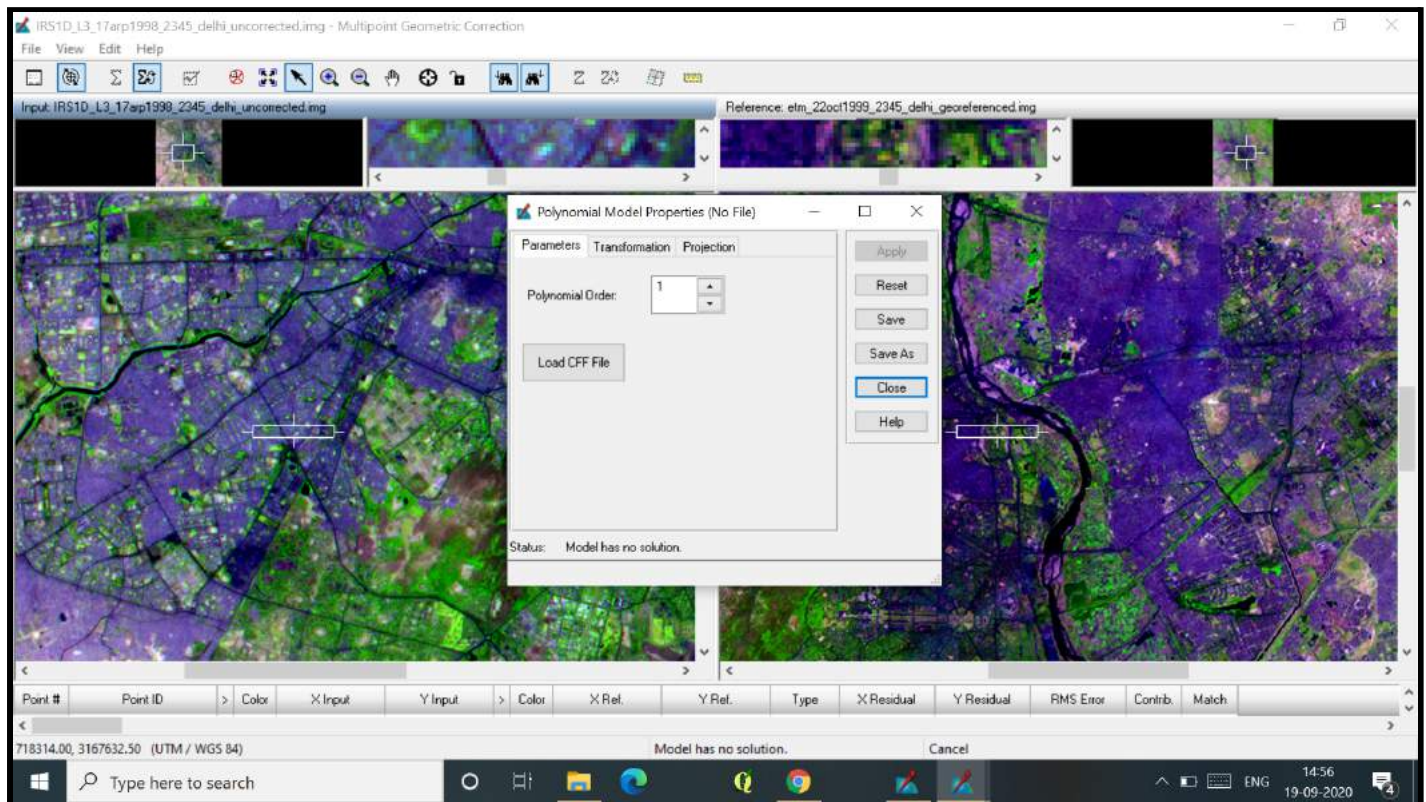 IRS1D_L3_17arp1998_2345_delhi_uncorrected.img - Multipoint Geometric Correction
File View Edit Help
Input: IRS1D_L3_17arp1998_2345_delhi_uncorrected.img
Reference: etm_22oct1999_2345_delhi_georeferenced.img
Polynomial Model Properties (No File)
Parameters Transformation Projection
Polynomial Order: 1
Load CFF File
Apply
Reset
Save
Save As
Close
Help
Status: Model has no solution.
Point # Point ID > Color X Input Y Input > Color X Ref. Y Ref. Type X Residual Y Residual RMS Error Contrib. Match
718314.00, 3167632.50 (UTM / WGS 84) Model has no solution. Cancel
Type here to search
ENG
14:56
19-09-2020
4